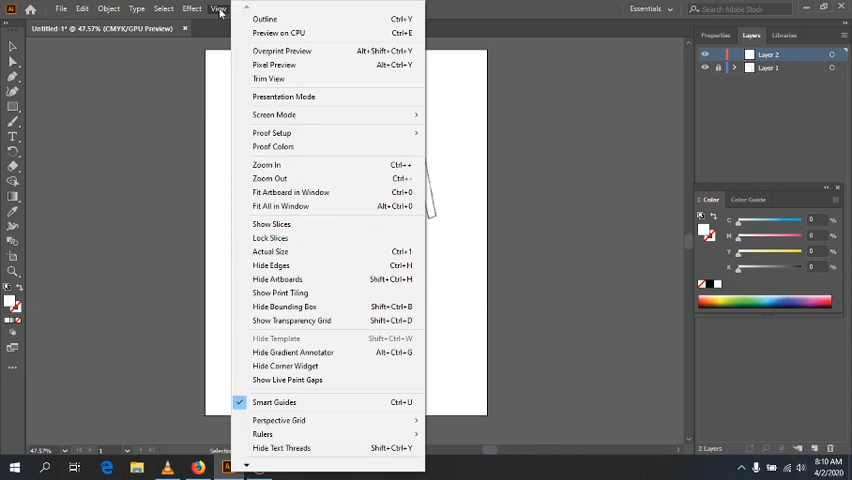 File Edit Object Type Select Effect View
Essentials
Search Adobe Stock
Untitled-1* @ 47.57% (CMYK/GPU Preview) ×
Outline Ctrl+Y
Preview on CPU Ctrl+E
Overprint Preview Alt+Shift+Ctrl+Y
Pixel Preview Alt+Ctrl+Y
Trim View
Presentation Mode
Screen Mode
Proof Setup
Proof Colors
Zoom In Ctrl++
Zoom Out Ctrl+-
Fit Artboard in Window Ctrl+0
Fit All in Window Alt+Ctrl+0
Show Slices
Lock Slices
Actual Size Ctrl+1
Hide Edges Ctrl+H
Hide Artboards Shift+Ctrl+H
Show Print Tiling
Hide Bounding Box Shift+Ctrl+B
Show Transparency Grid Shift+Ctrl+D
Hide Template Shift+Ctrl+W
Hide Gradient Annotator Alt+Ctrl+G
Hide Corner Widget
Show Live Paint Gaps
Smart Guides Ctrl+U
Perspective Grid
Rulers
Hide Text Threads Shift+Ctrl+Y
Properties Layers Libraries
Layer 2
Layer 1
Color Color Guide
C 0 %
M 0 %
Y 0 %
K 0 %
2 Layers
47.57% 1
8:10 AM
4/2/2020